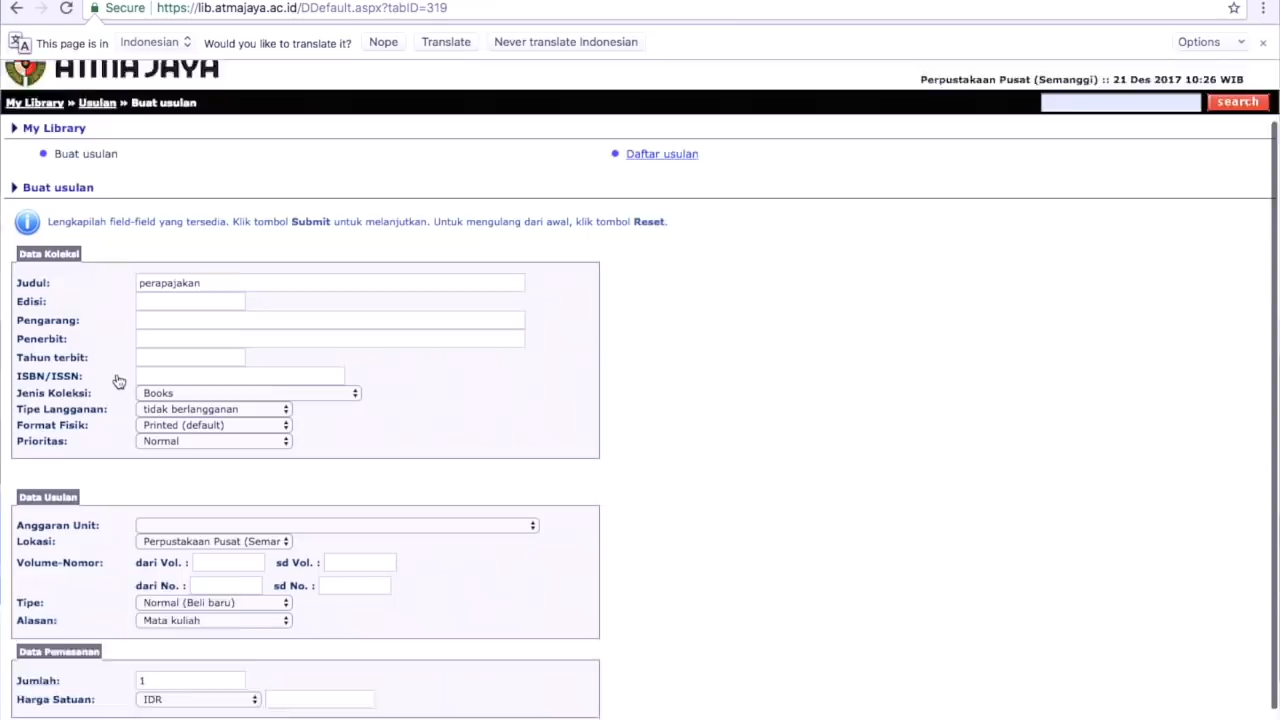 Secure https://lib.atmajaya.ac.id/DDefault.aspx?tabID=319
This page is in Indonesian Would you like to translate it? Nope Translate Never translate Indonesian Options
ATMA JAYA
Perpustakaan Pusat (Semanggi) :: 21 Des 2017 10:26 WIB
My Library » Usulan » Buat usulan search
My Library
Buat usulan Daftar usulan
Buat usulan
Lengkapilah field-field yang tersedia. Klik tombol Submit untuk melanjutkan. Untuk mengulang dari awal, klik tombol Reset.
Data Koleksi
Judul: perapajakan
Edisi:
Pengarang:
Penerbit:
Tahun terbit:
ISBN/ISSN:
Jenis Koleksi: Books
Tipe Langganan: tidak berlangganan
Format Fisik: Printed (default)
Prioritas: Normal
Data Usulan
Anggaran Unit:
Lokasi: Perpustakaan Pusat (Semar
Volume-Nomor: dari Vol. : sd Vol. :
dari No. : sd No. :
Tipe: Normal (Beli baru)
Alasan: Mata kuliah
Data Pemesanan
Jumlah: 1
Harga Satuan: IDR